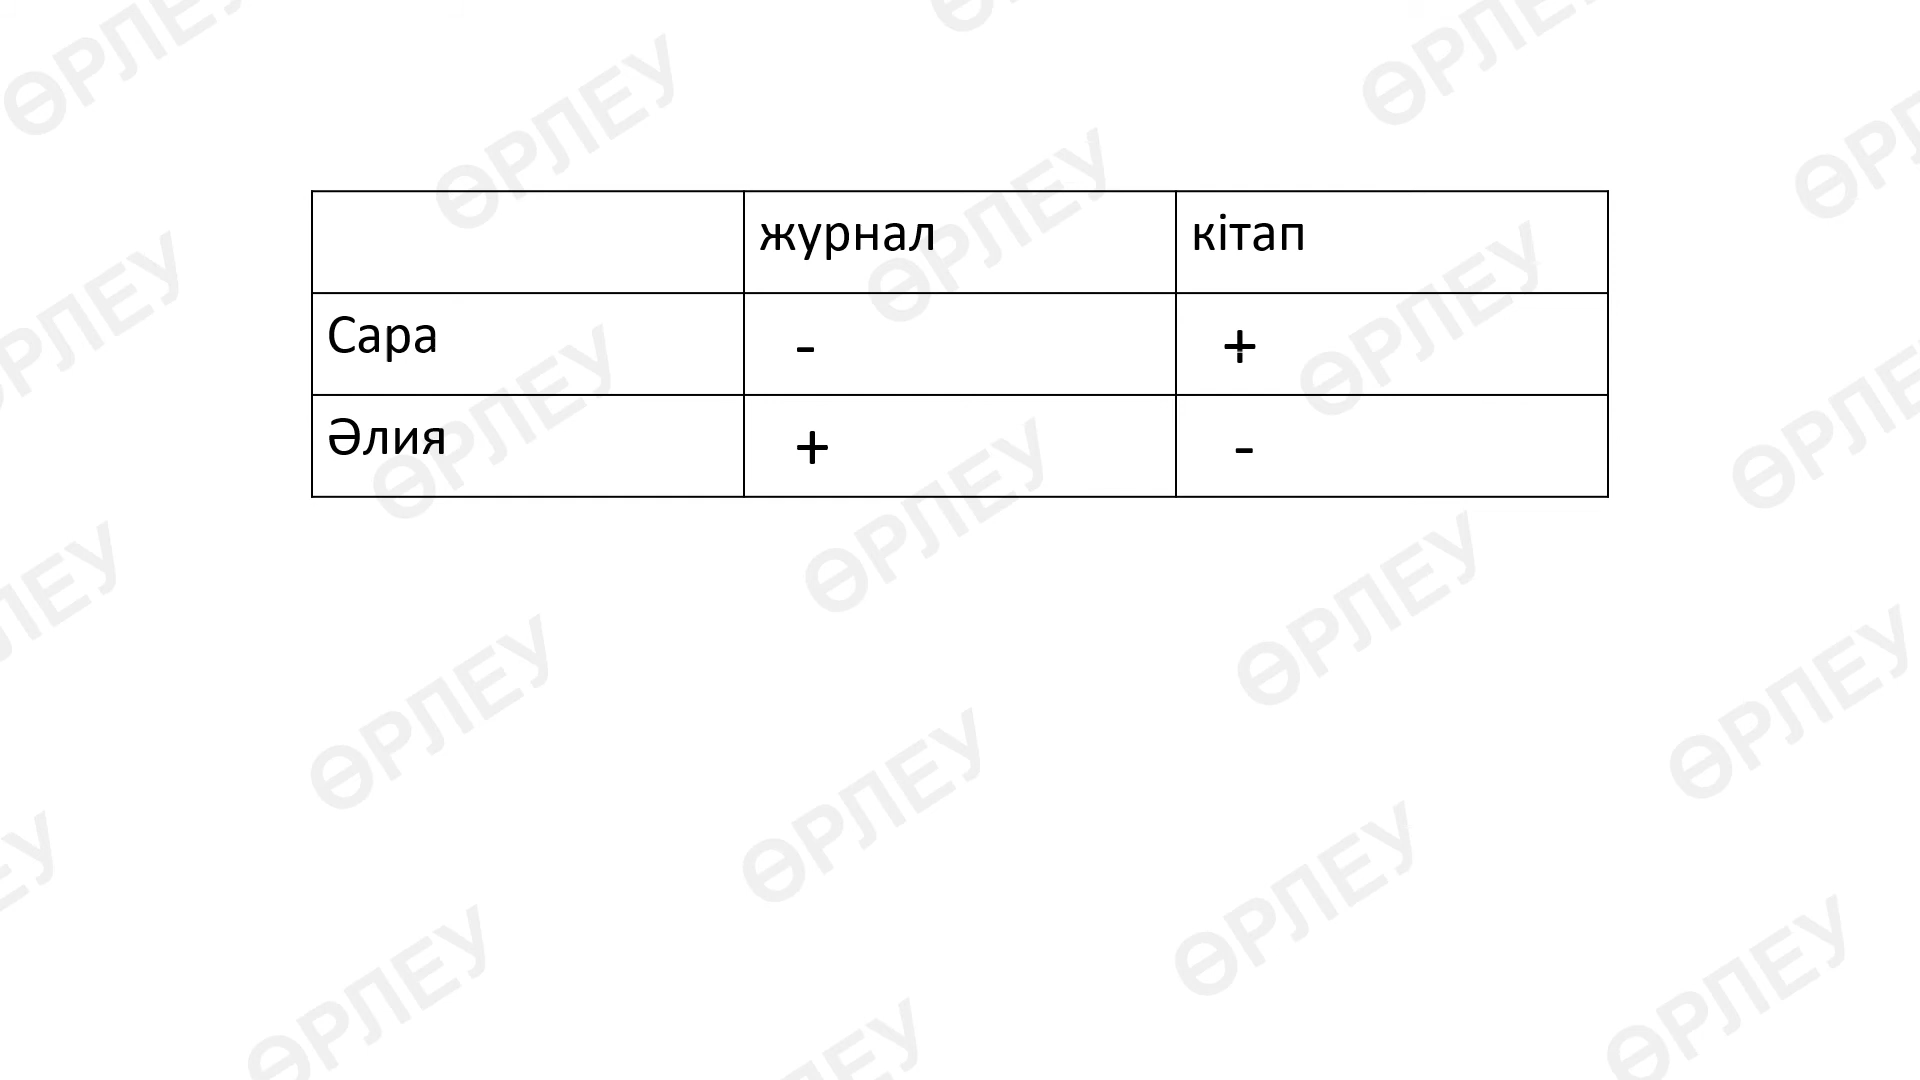 журнал кітап
Сара - +
Әлия + -
ӨРЛЕУ